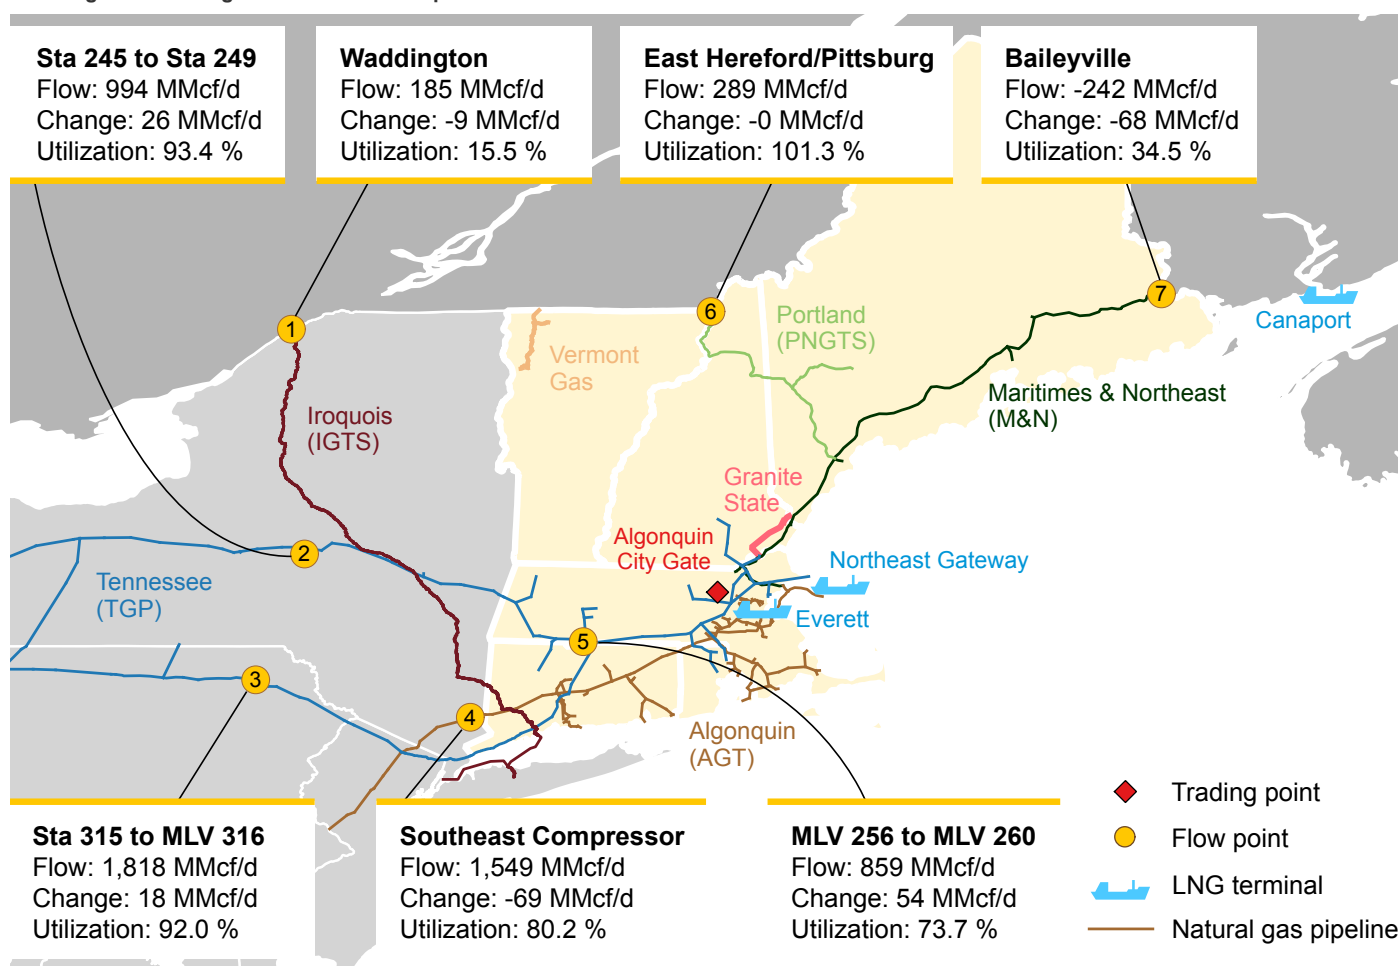 Sta 245 to Sta 249
Flow: 994 MMcf/d
Change: 26 MMcf/d
Utilization: 93.4 %
Waddington
Flow: 185 MMcf/d
Change: -9 MMcf/d
Utilization: 15.5 %
East Hereford/Pittsburg
Flow: 289 MMcf/d
Change: -0 MMcf/d
Utilization: 101.3 %
Baileyville
Flow: -242 MMcf/d
Change: -68 MMcf/d
Utilization: 34.5 %
1
6
7
Canaport
Portland
(PNGTS)
Vermont
Gas
Maritimes & Northeast
(M&N)
Iroquois
(IGTS)
Granite
State
Algonquin
City Gate
2
Northeast Gateway
Tennessee
(TGP)
Everett
5
3
4
Algonquin
(AGT)
Sta 315 to MLV 316
Flow: 1,818 MMcf/d
Change: 18 MMcf/d
Utilization: 92.0 %
Southeast Compressor
Flow: 1,549 MMcf/d
Change: -69 MMcf/d
Utilization: 80.2 %
MLV 256 to MLV 260
Flow: 859 MMcf/d
Change: 54 MMcf/d
Utilization: 73.7 %
Trading point
Flow point
LNG terminal
Natural gas pipeline